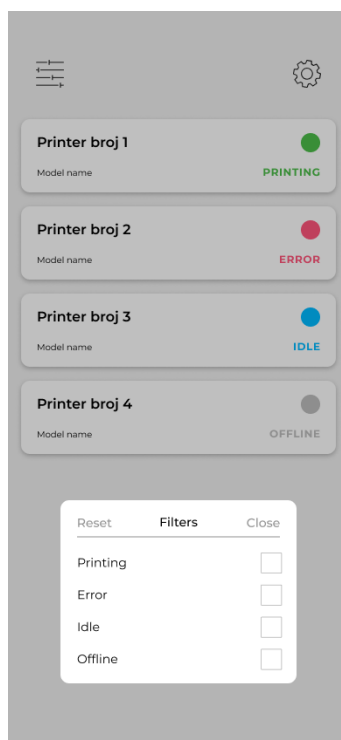 Printer broj 1
Model name PRINTING
Printer broj 2
Model name ERROR
Printer broj 3
Model name IDLE
Printer broj 4
Model name OFFLINE
Reset Filters Close
Printing
Error
Idle
Offline